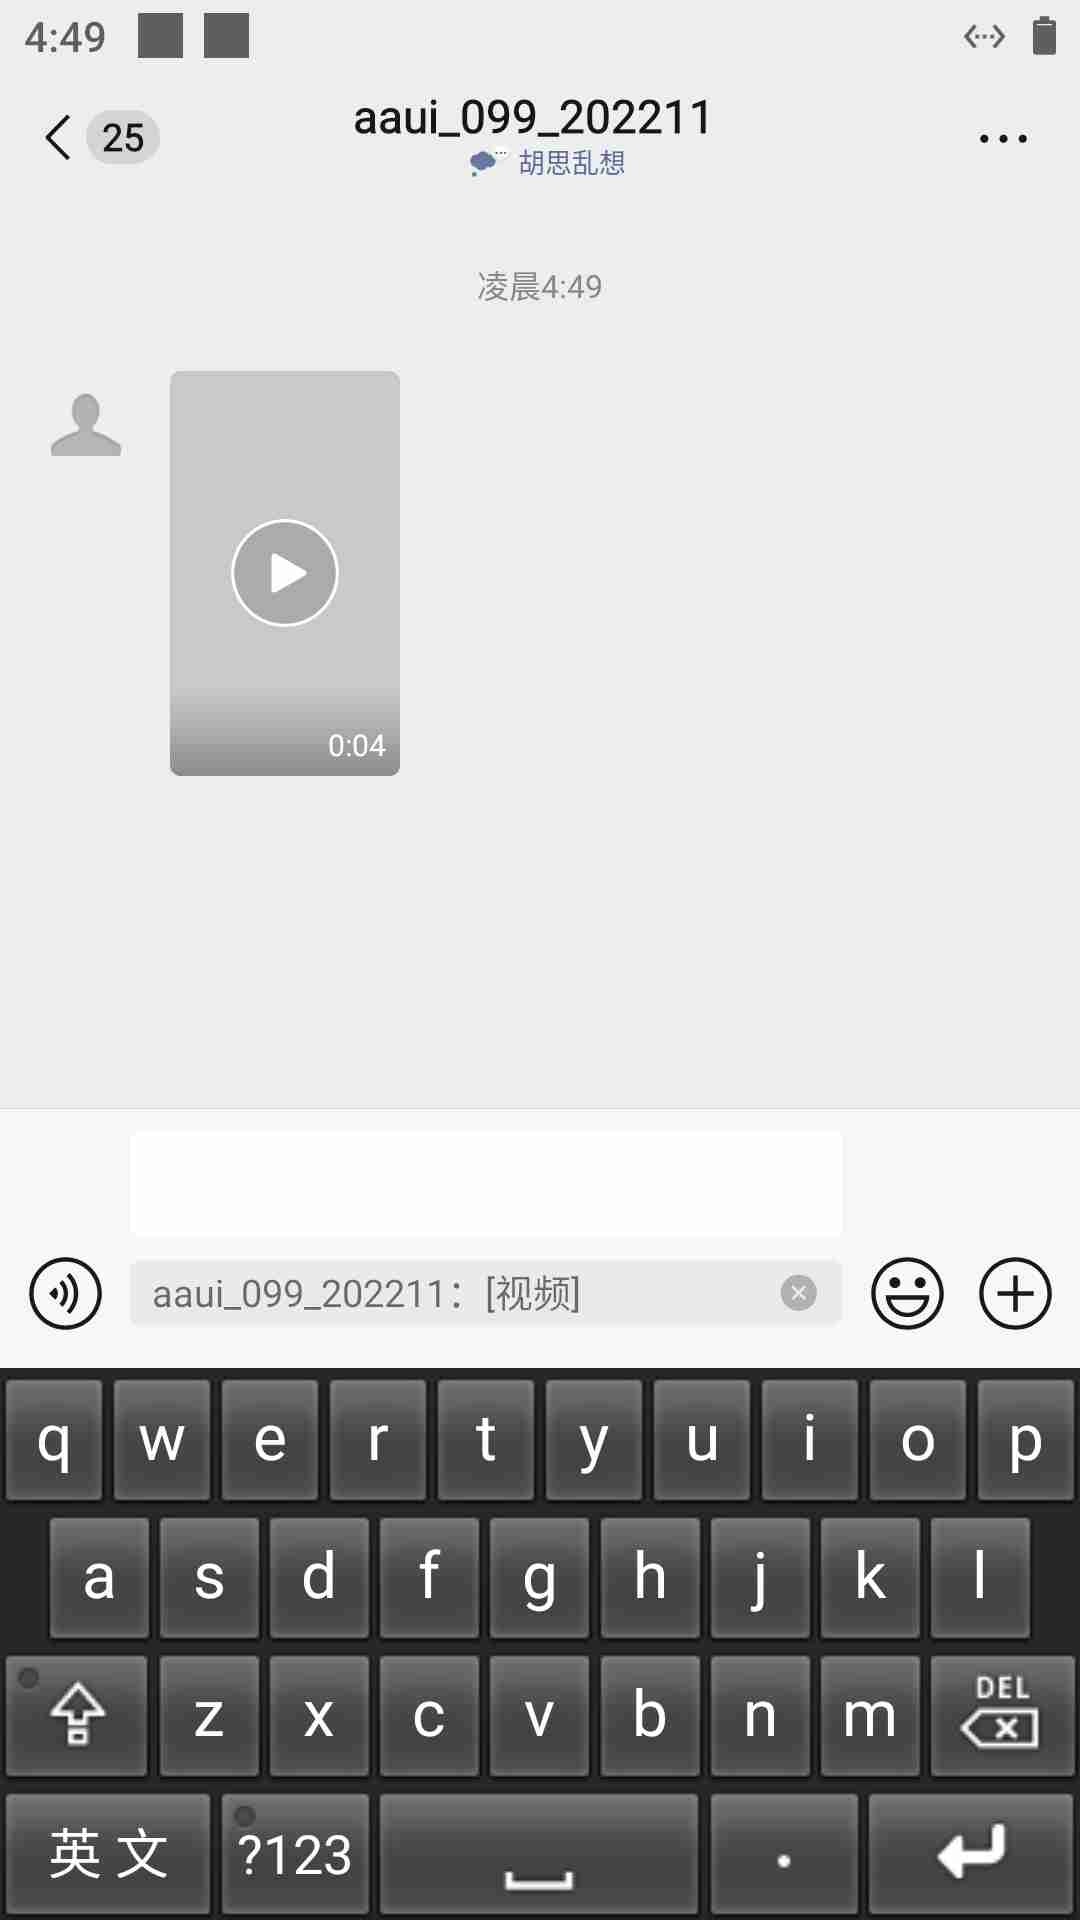 4:49
25
aaui_099_202211
胡思乱想
凌晨4:49
0:04
aaui_099_202211：[视频]
q w e r t y u i o p
a s d f g h j k l
z x c v b n m DEL
英文 ?123 .